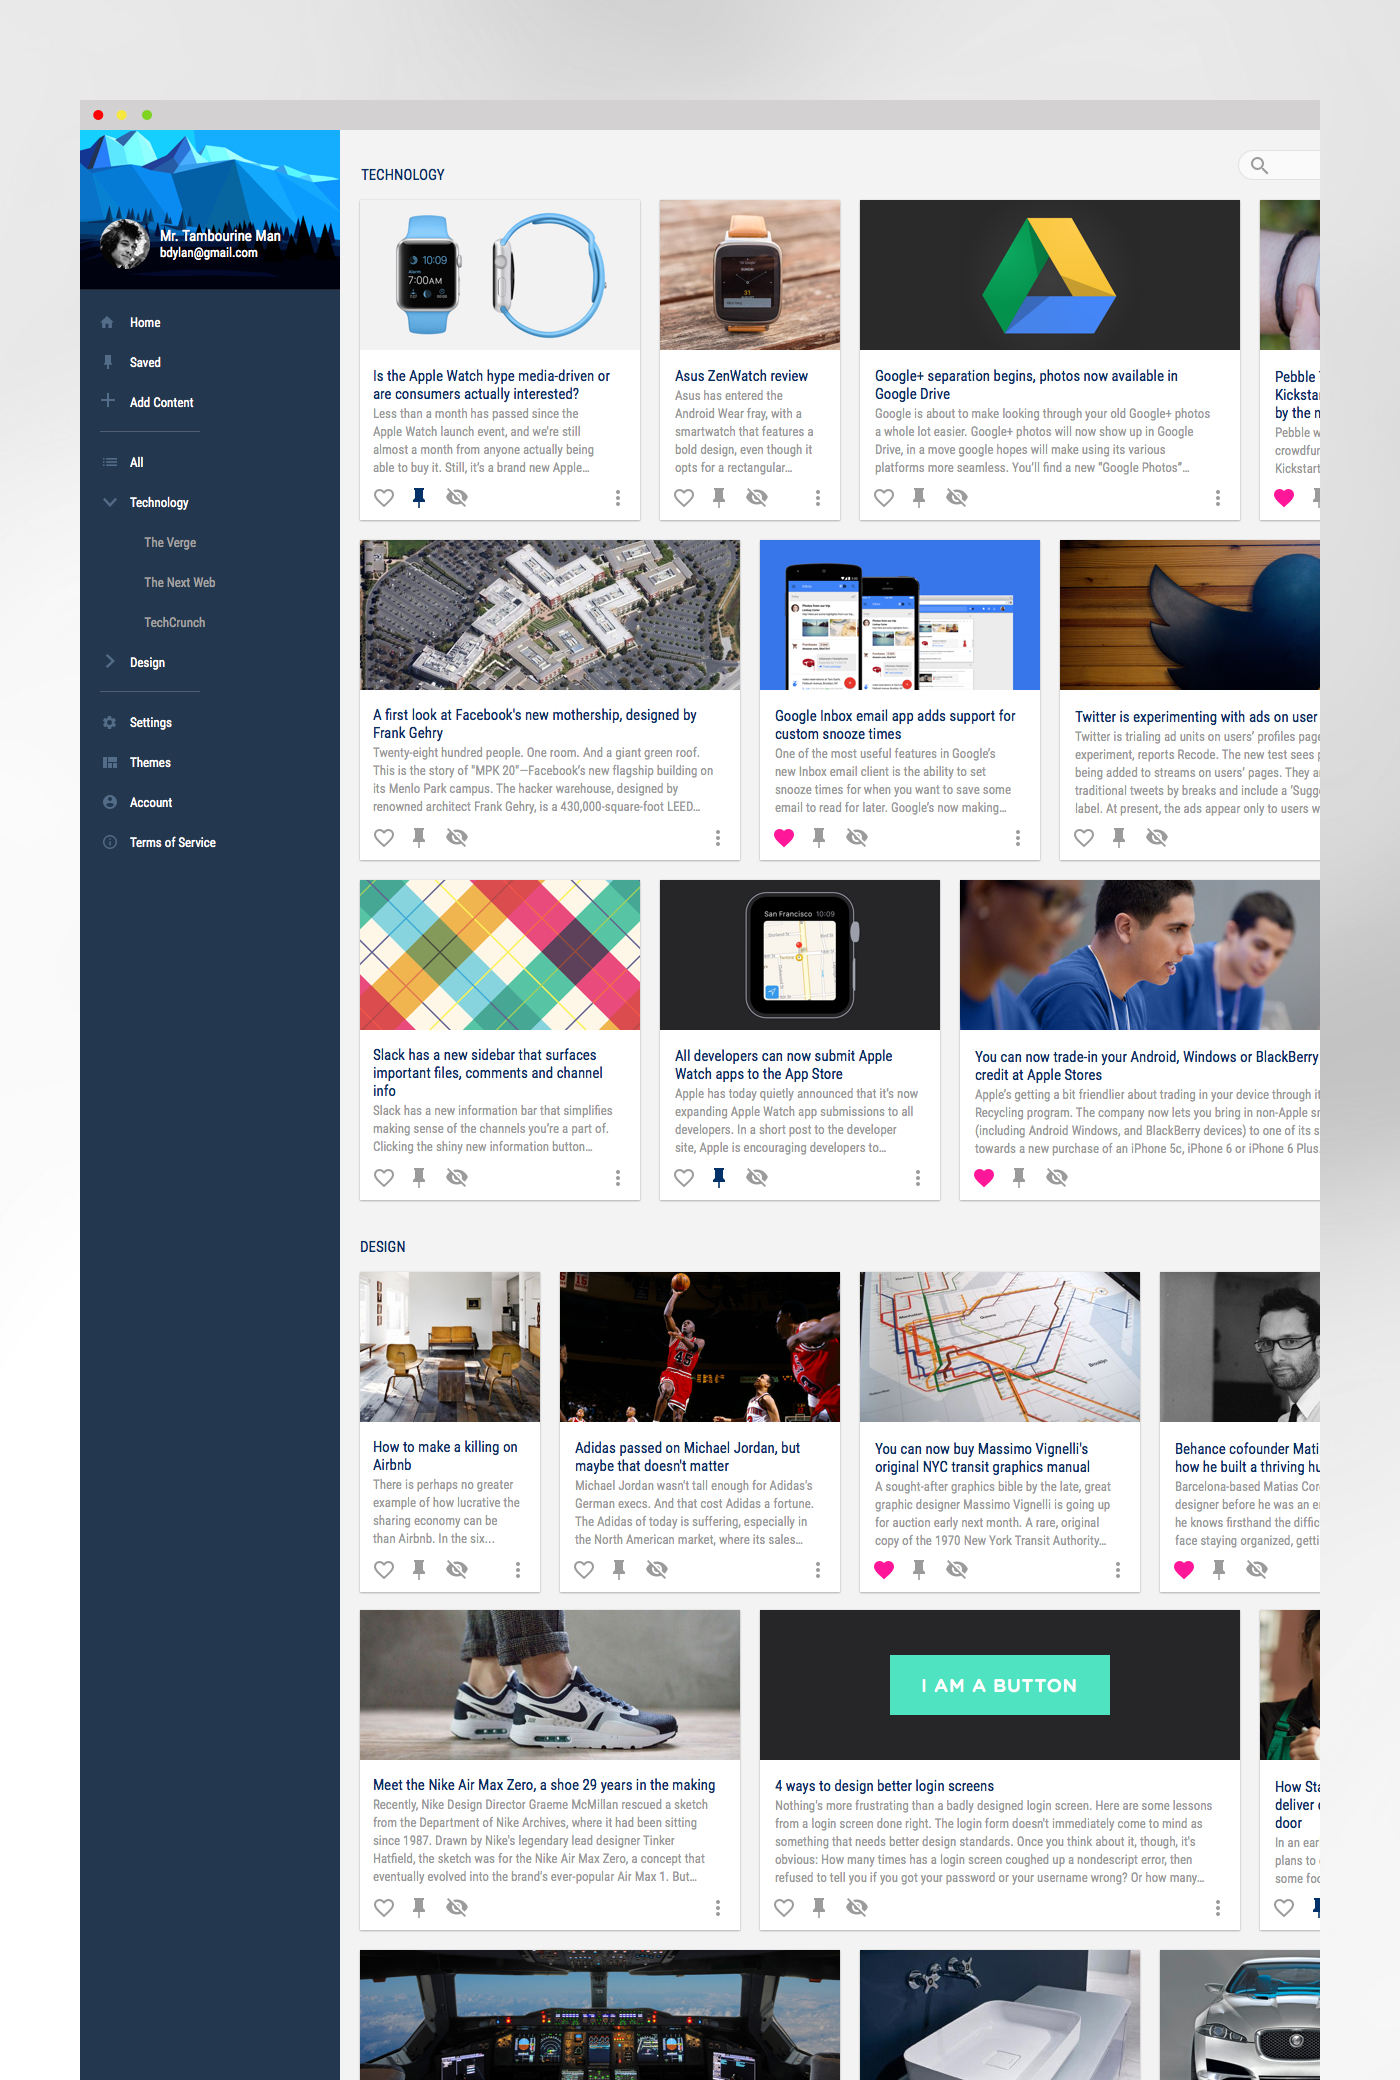 Mr. Tambourine Man
bdylan@gmail.com
Home
Saved
Add Content
All
Technology
The Verge
The Next Web
TechCrunch
Design
Settings
Themes
Account
Terms of Service
TECHNOLOGY
10:09
Alarm
7:00AM
Is the Apple Watch hype media-driven or
are consumers actually interested?
Less than a month has passed since the
Apple Watch launch event, and we're still
almost a month from anyone actually being
able to buy it. Still, it's a brand new Apple...
31
Asus ZenWatch review
Asus has entered the
Android Wear fray, with a
smartwatch that features a
bold design, even though it
opts for a rectangular...
Google+ separation begins, photos now available in
Google Drive
Google is about to make looking through your old Google+ photos
a whole lot easier. Google+ photos will now show up in Google
Drive, in a move google hopes will make using its various
platforms more seamless. You'll find a new "Google Photos"...
Pebble
Kickstar
by the m
Pebble w
crowdfur
Kickstart
A first look at Facebook's new mothership, designed by
Frank Gehry
Twenty-eight hundred people. One room. And a giant green roof.
This is the story of "MPK 20"—Facebook's new flagship building on
its Menlo Park campus. The hacker warehouse, designed by
renowned architect Frank Gehry, is a 430,000-square-foot LEED...
Google Inbox email app adds support for
custom snooze times
One of the most useful features in Google's
new Inbox email client is the ability to set
snooze times for when you want to save some
email to read for later. Google's now making...
Twitter is experimenting with ads on user
Twitter is trialing ad units on users' profiles pag
experiment, reports Recode. The new test sees
being added to streams on users' pages. They a
traditional tweets by breaks and include a 'Sugg
label. At present, the ads appear only to users w
Slack has a new sidebar that surfaces
important files, comments and channel
info
Slack has a new information bar that simplifies
making sense of the channels you're a part of.
Clicking the shiny new information button...
San Francisco 10:09
All developers can now submit Apple
Watch apps to the App Store
Apple has today quietly announced that it's now
expanding Apple Watch app submissions to all
developers. In a short post to the developer
site, Apple is encouraging developers to...
You can now trade-in your Android, Windows or BlackBerry
credit at Apple Stores
Apple's getting a bit friendlier about trading in your device through it
Recycling program. The company now lets you bring in non-Apple sr
(including Android Windows, and BlackBerry devices) to one of its s
towards a new purchase of an iPhone 5c, iPhone 6 or iPhone 6 Plus
DESIGN
How to make a killing on
Airbnb
There is perhaps no greater
example of how lucrative the
sharing economy can be
than Airbnb. In the six...
45
Adidas passed on Michael Jordan, but
maybe that doesn't matter
Michael Jordan wasn't tall enough for Adidas's
German execs. And that cost Adidas a fortune.
The Adidas of today is suffering, especially in
the North American market, where its sales...
Queens
Brooklyn
You can now buy Massimo Vignelli's
original NYC transit graphics manual
A sought-after graphics bible by the late, great
graphic designer Massimo Vignelli is going up
for auction early next month. A rare, original
copy of the 1970 New York Transit Authority...
Behance cofounder Mati
how he built a thriving hu
Barcelona-based Matias Cor
designer before he was an e
he knows firsthand the diffic
face staying organized, getti
Meet the Nike Air Max Zero, a shoe 29 years in the making
Recently, Nike Design Director Graeme McMillan rescued a sketch
from the Department of Nike Archives, where it had been sitting
since 1987. Drawn by Nike's legendary lead designer Tinker
Hatfield, the sketch was for the Nike Air Max Zero, a concept that
eventually evolved into the brand's ever-popular Air Max 1. But...
I AM A BUTTON
4 ways to design better login screens
Nothing's more frustrating than a badly designed login screen. Here are some lessons
from a login screen done right. The login form doesn't immediately come to mind as
something that needs better design standards. Once you think about it, though, it's
obvious: How many times has a login screen coughed up a nondescript error, then
refused to tell you if you got your password or your username wrong? Or how many...
How Sta
deliver
door
In an ear
plans to
some foo